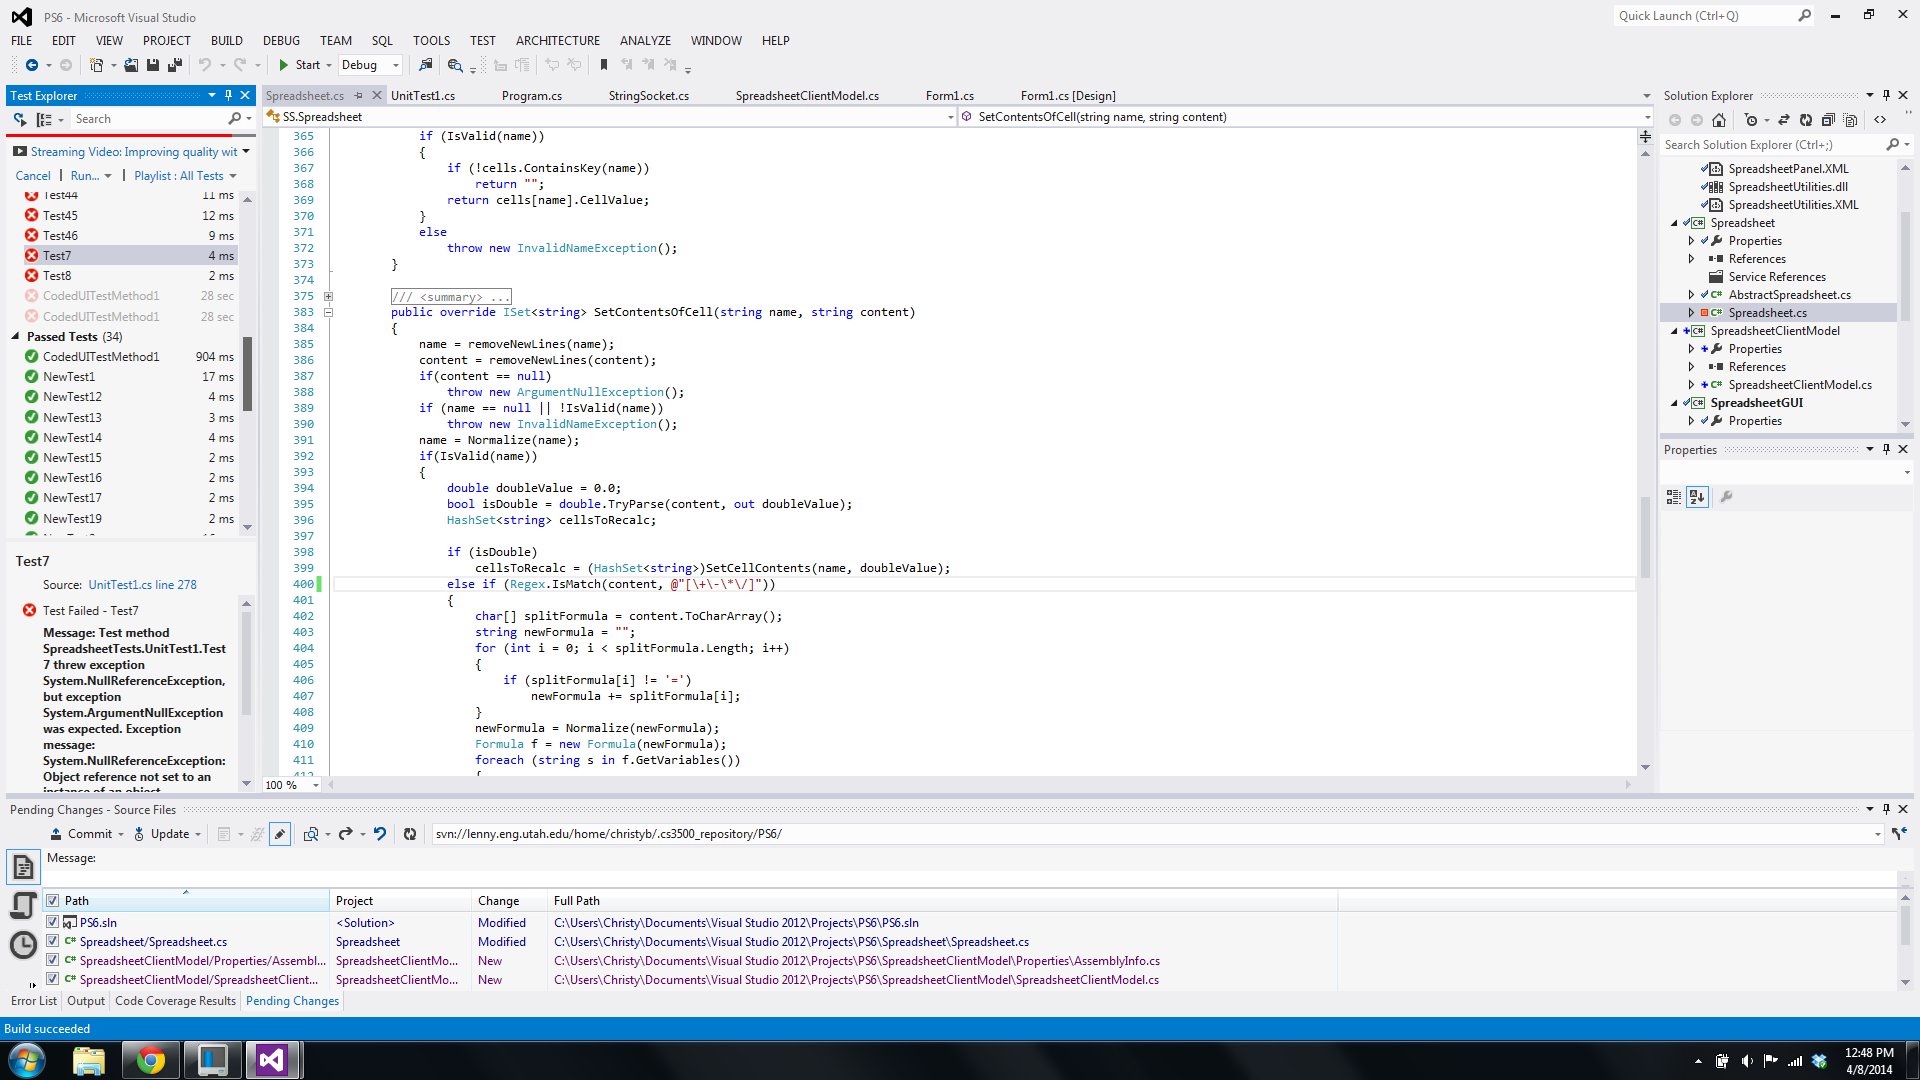 PS6 - Microsoft Visual Studio
Quick Launch (Ctrl+Q)
FILE EDIT VIEW PROJECT BUILD DEBUG TEAM SQL TOOLS TEST ARCHITECTURE ANALYZE WINDOW HELP
Start Debug
Test Explorer
Search
Streaming Video: Improving quality wit
Cancel Run... Playlist : All Tests
Test44 11 ms
Test45 12 ms
Test46 9 ms
Test7 4 ms
Test8 2 ms
CodedUITestMethod1 28 sec
CodedUITestMethod1 28 sec
Passed Tests (34)
CodedUITestMethod1 904 ms
NewTest1 17 ms
NewTest12 4 ms
NewTest13 3 ms
NewTest14 4 ms
NewTest15 2 ms
NewTest16 2 ms
NewTest17 2 ms
NewTest19 2 ms
Test7
Source: UnitTest1.cs line 278
Test Failed - Test7
Message: Test method
SpreadsheetTests.UnitTest1.Test
7 threw exception
System.NullReferenceException,
but exception
System.ArgumentNullException
was expected. Exception
message:
System.NullReferenceException:
Object reference not set to an
instance of an object
Spreadsheet.cs UnitTest1.cs Program.cs StringSocket.cs SpreadsheetClientModel.cs Form1.cs Form1.cs [Design]
SS.Spreadsheet SetContentsOfCell(string name, string content)
365 if (IsValid(name))
366 {
367 if (!cells.ContainsKey(name))
368 return "";
369 return cells[name].CellValue;
370 }
371 else
372 throw new InvalidNameException();
373 }
374
375 /// <summary> ...
383 public override ISet<string> SetContentsOfCell(string name, string content)
384 {
385 name = removeNewLines(name);
386 content = removeNewLines(content);
387 if(content == null)
388 throw new ArgumentNullException();
389 if (name == null || !IsValid(name))
390 throw new InvalidNameException();
391 name = Normalize(name);
392 if(IsValid(name))
393 {
394 double doubleValue = 0.0;
395 bool isDouble = double.TryParse(content, out doubleValue);
396 HashSet<string> cellsToRecalc;
397
398 if (isDouble)
399 cellsToRecalc = (HashSet<string>)SetCellContents(name, doubleValue);
400 else if (Regex.IsMatch(content, @"[\+\-\*\/]"))
401 {
402 char[] splitFormula = content.ToCharArray();
403 string newFormula = "";
404 for (int i = 0; i < splitFormula.Length; i++)
405 {
406 if (splitFormula[i] != '=')
407 newFormula += splitFormula[i];
408 }
409 newFormula = Normalize(newFormula);
410 Formula f = new Formula(newFormula);
411 foreach (string s in f.GetVariables())
412 {
100 %
Solution Explorer
Search Solution Explorer (Ctrl+;)
SpreadsheetPanel.XML
SpreadsheetUtilities.dll
SpreadsheetUtilities.XML
Spreadsheet
Properties
References
Service References
AbstractSpreadsheet.cs
Spreadsheet.cs
SpreadsheetClientModel
Properties
References
SpreadsheetClientModel.cs
SpreadsheetGUI
Properties
Properties
Pending Changes - Source Files
Commit Update svn://lenny.eng.utah.edu/home/christyb/.cs3500_repository/PS6/
Message:
Path Project Change Full Path
PS6.sln <Solution> Modified C:\Users\Christy\Documents\Visual Studio 2012\Projects\PS6\PS6.sln
Spreadsheet/Spreadsheet.cs Spreadsheet Modified C:\Users\Christy\Documents\Visual Studio 2012\Projects\PS6\Spreadsheet\Spreadsheet.cs
SpreadsheetClientModel/Properties/Assembl... SpreadsheetClientMo... New C:\Users\Christy\Documents\Visual Studio 2012\Projects\PS6\SpreadsheetClientModel\Properties\AssemblyInfo.cs
SpreadsheetClientModel/SpreadsheetClient... SpreadsheetClientMo... New C:\Users\Christy\Documents\Visual Studio 2012\Projects\PS6\SpreadsheetClientModel\SpreadsheetClientModel.cs
Error List Output Code Coverage Results Pending Changes
Build succeeded
12:48 PM
4/8/2014